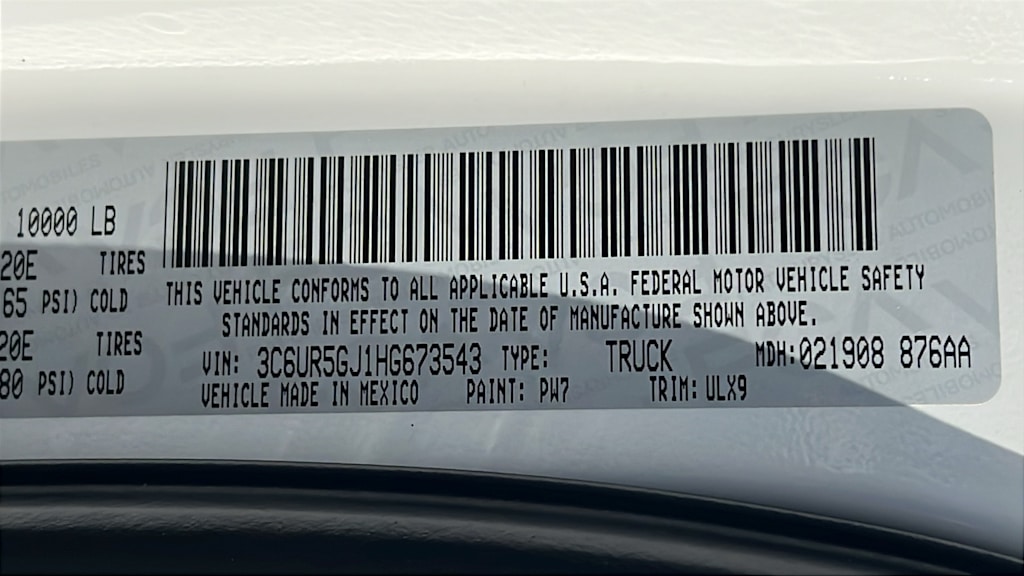 10000 LB
20E TIRES
65 PSI) COLD
20E TIRES
80 PSI) COLD
THIS VEHICLE CONFORMS TO ALL APPLICABLE U.S.A. FEDERAL MOTOR VEHICLE SAFETY
STANDARDS IN EFFECT ON THE DATE OF MANUFACTURE SHOWN ABOVE.
VIN: 3C6UR5GJ1HG673543 TYPE: TRUCK MDH:021908 876AA
VEHICLE MADE IN MEXICO PAINT: PW7 TRIM: ULX9